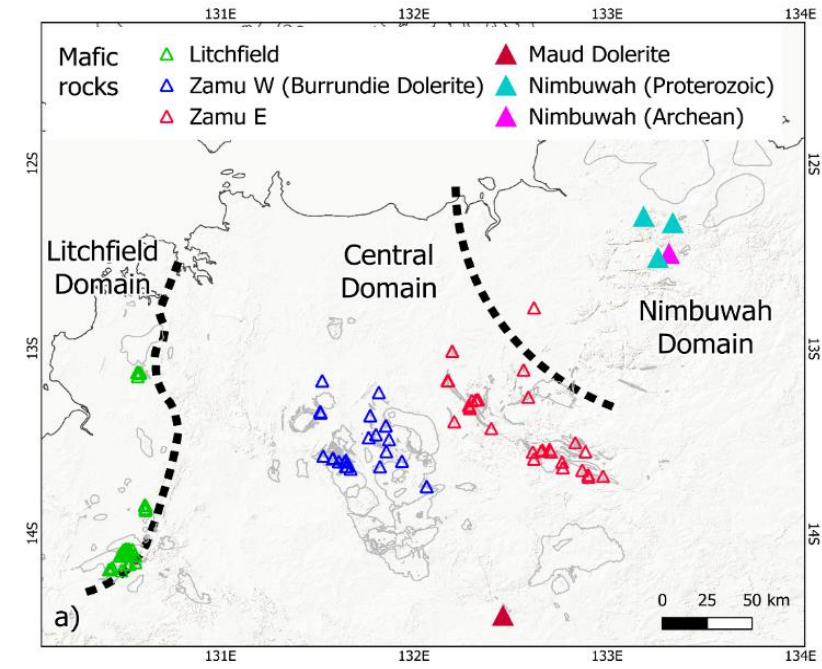 131E 132E 133E 134E
Mafic rocks
Litchfield
Zamu W (Burrundie Dolerite)
Zamu E
Maud Dolerite
Nimbuwah (Proterozoic)
Nimbuwah (Archean)
12S 12S
Litchfield
Domain
Central
Domain
Nimbuwah
Domain
13S 13S
14S 14S
a)
0 25 50 km
131E 132E 133E 134E